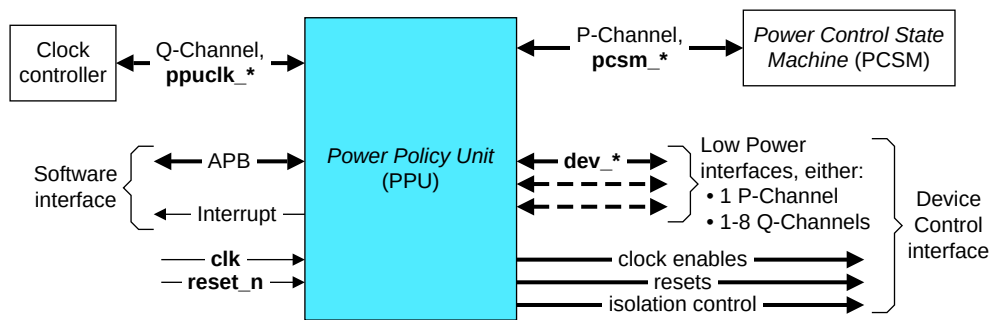 Clock
controller
Q-Channel,
ppuclk_*
P-Channel,
pcsm_*
Power Control State
Machine (PCSM)
Software
interface
APB
Interrupt
clk
reset_n
Power Policy Unit
(PPU)
dev_*
Low Power
interfaces, either:
• 1 P-Channel
• 1-8 Q-Channels
Device
Control
interface
clock enables
resets
isolation control